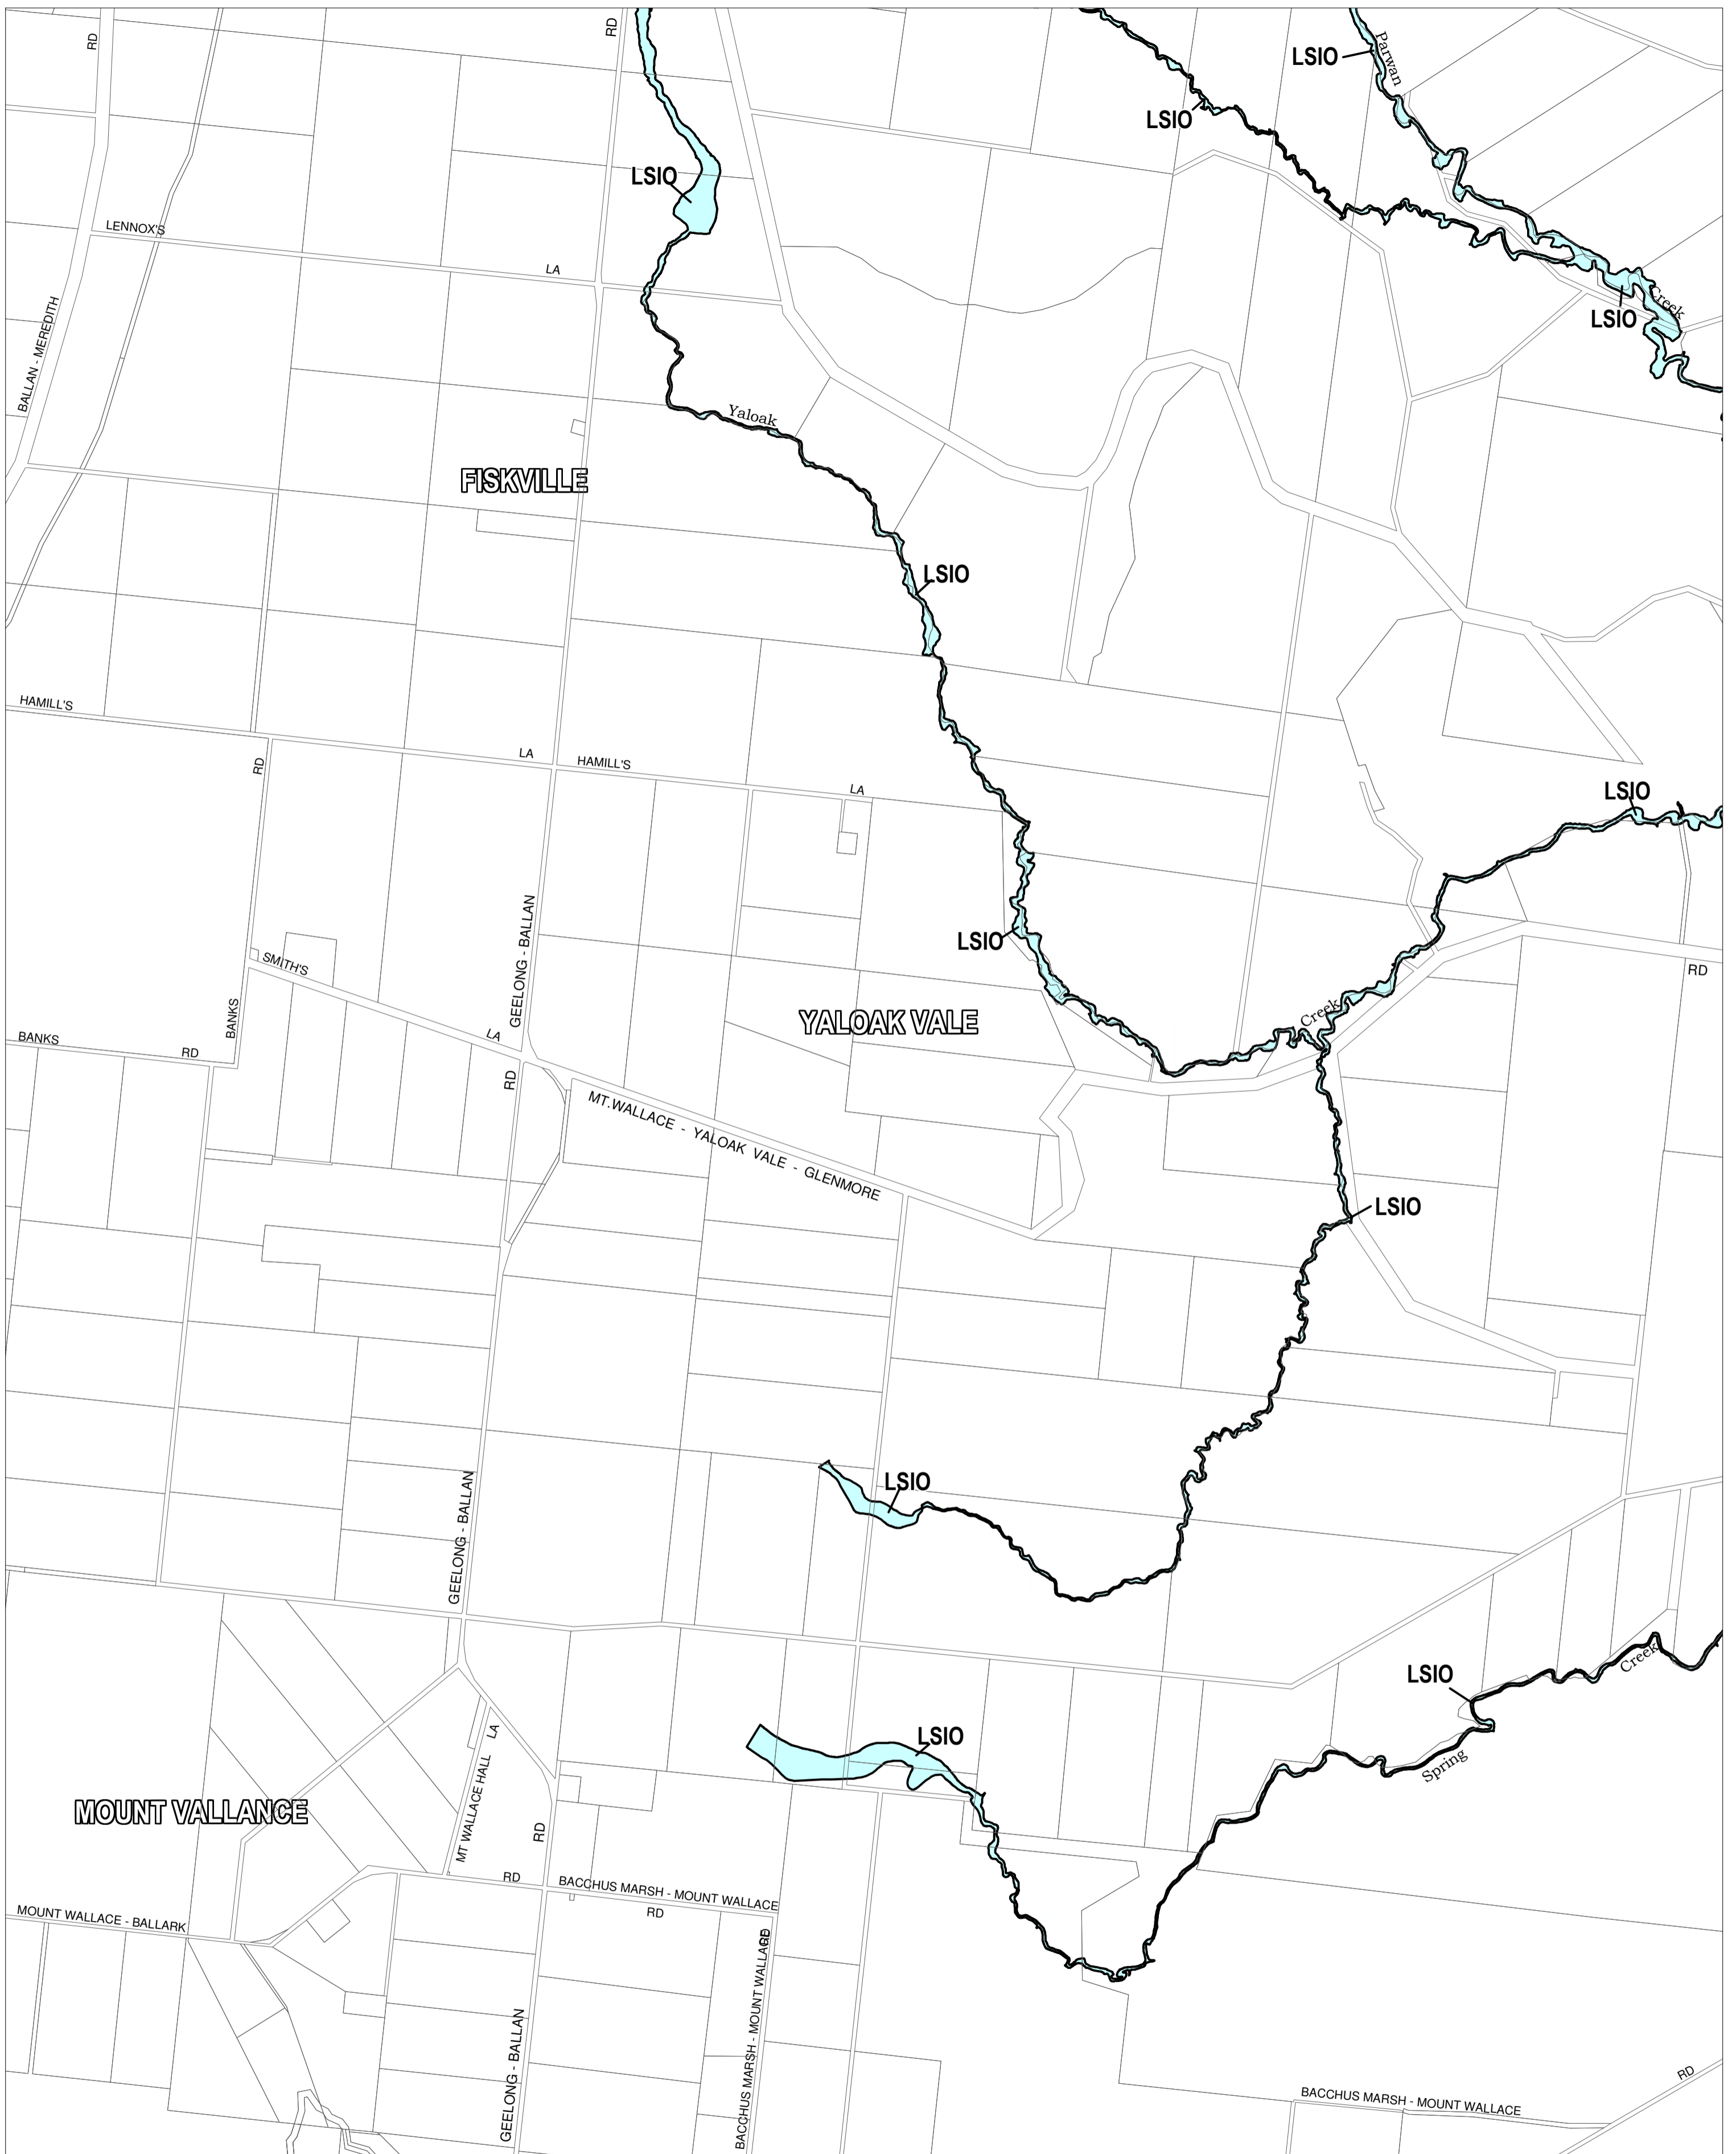 RD
RD
LSIO
Parwan
LSIO
LSIO
LENNOX'S
LA
Creek
LSIO
BALLAN - MEREDITH
Yaloak
FISKVILLE
LSIO
HAMILL'S
LA
HAMILL'S
RD
LA
LSIO
LSIO
RD
SMITH'S
GEELONG - BALLAN
YALOAK VALE
Creek
BANKS
LA
BANKS
RD
RD
MT.WALLACE - YALOAK VALE - GLENMORE
LSIO
LSIO
GEELONG - BALLAN
Creek
LSIO
LSIO
LA
Spring
MT WALLACE HALL
MOUNT VALLANCE
RD
RD
BACCHUS MARSH - MOUNT WALLACE
RD
MOUNT WALLACE - BALLARK
RD
BACCHUS MARSH - MOUNT WALLACE
GEELONG - BALLAN
RD
BACCHUS MARSH - MOUNT WALLACE